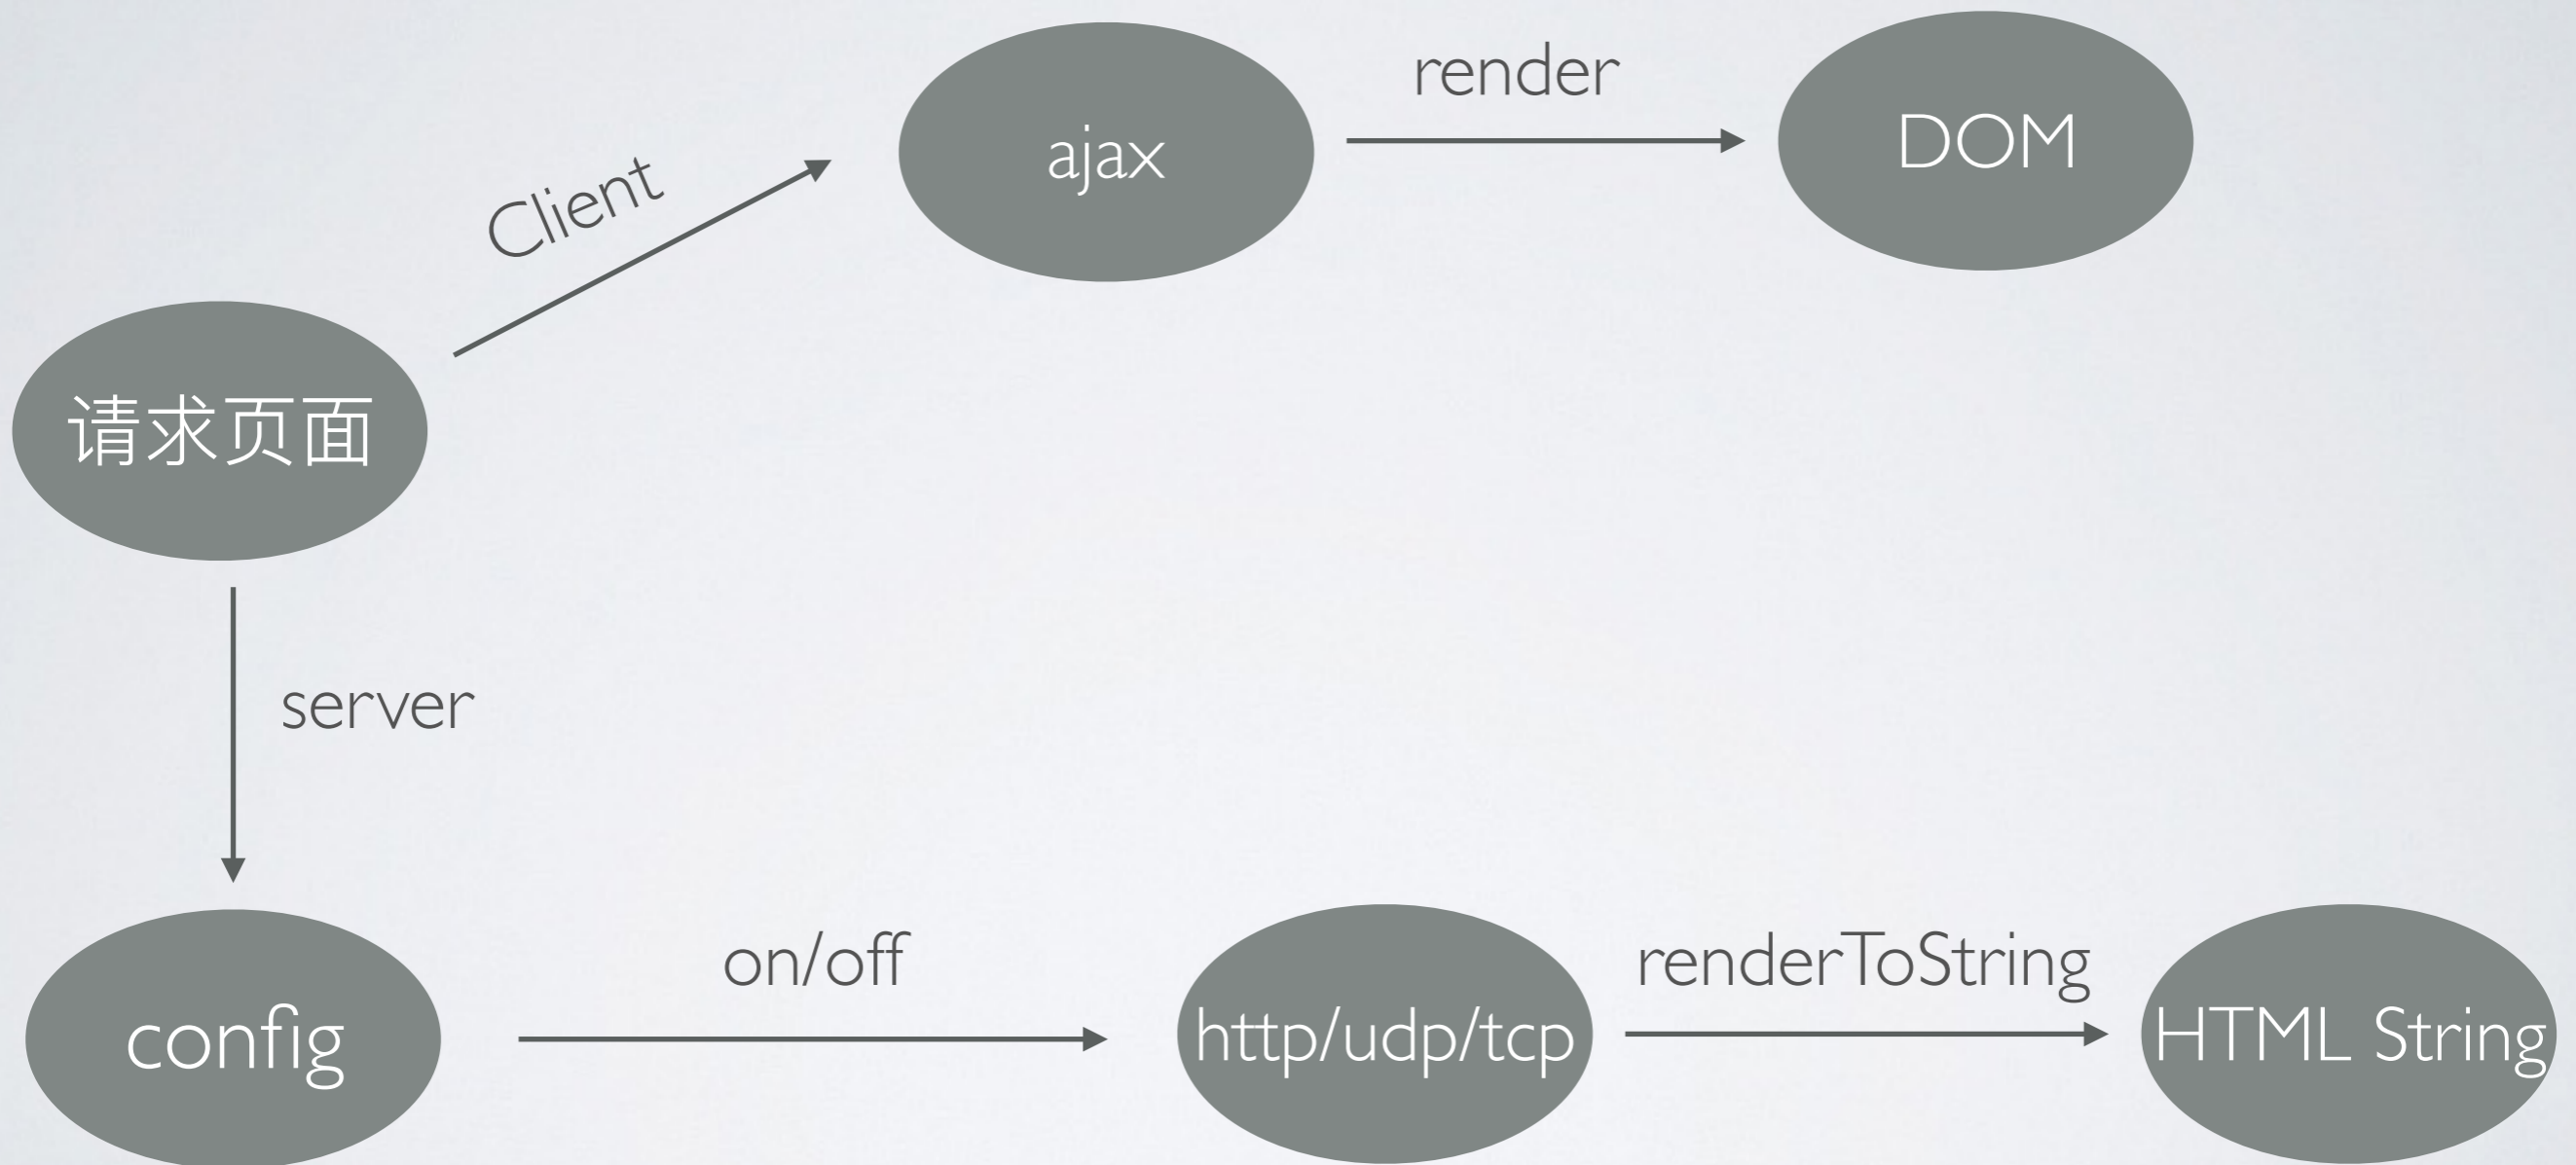 render
ajax
DOM
Client
请求页面
server
on/off
renderToString
config
http/udp/tcp
HTML String